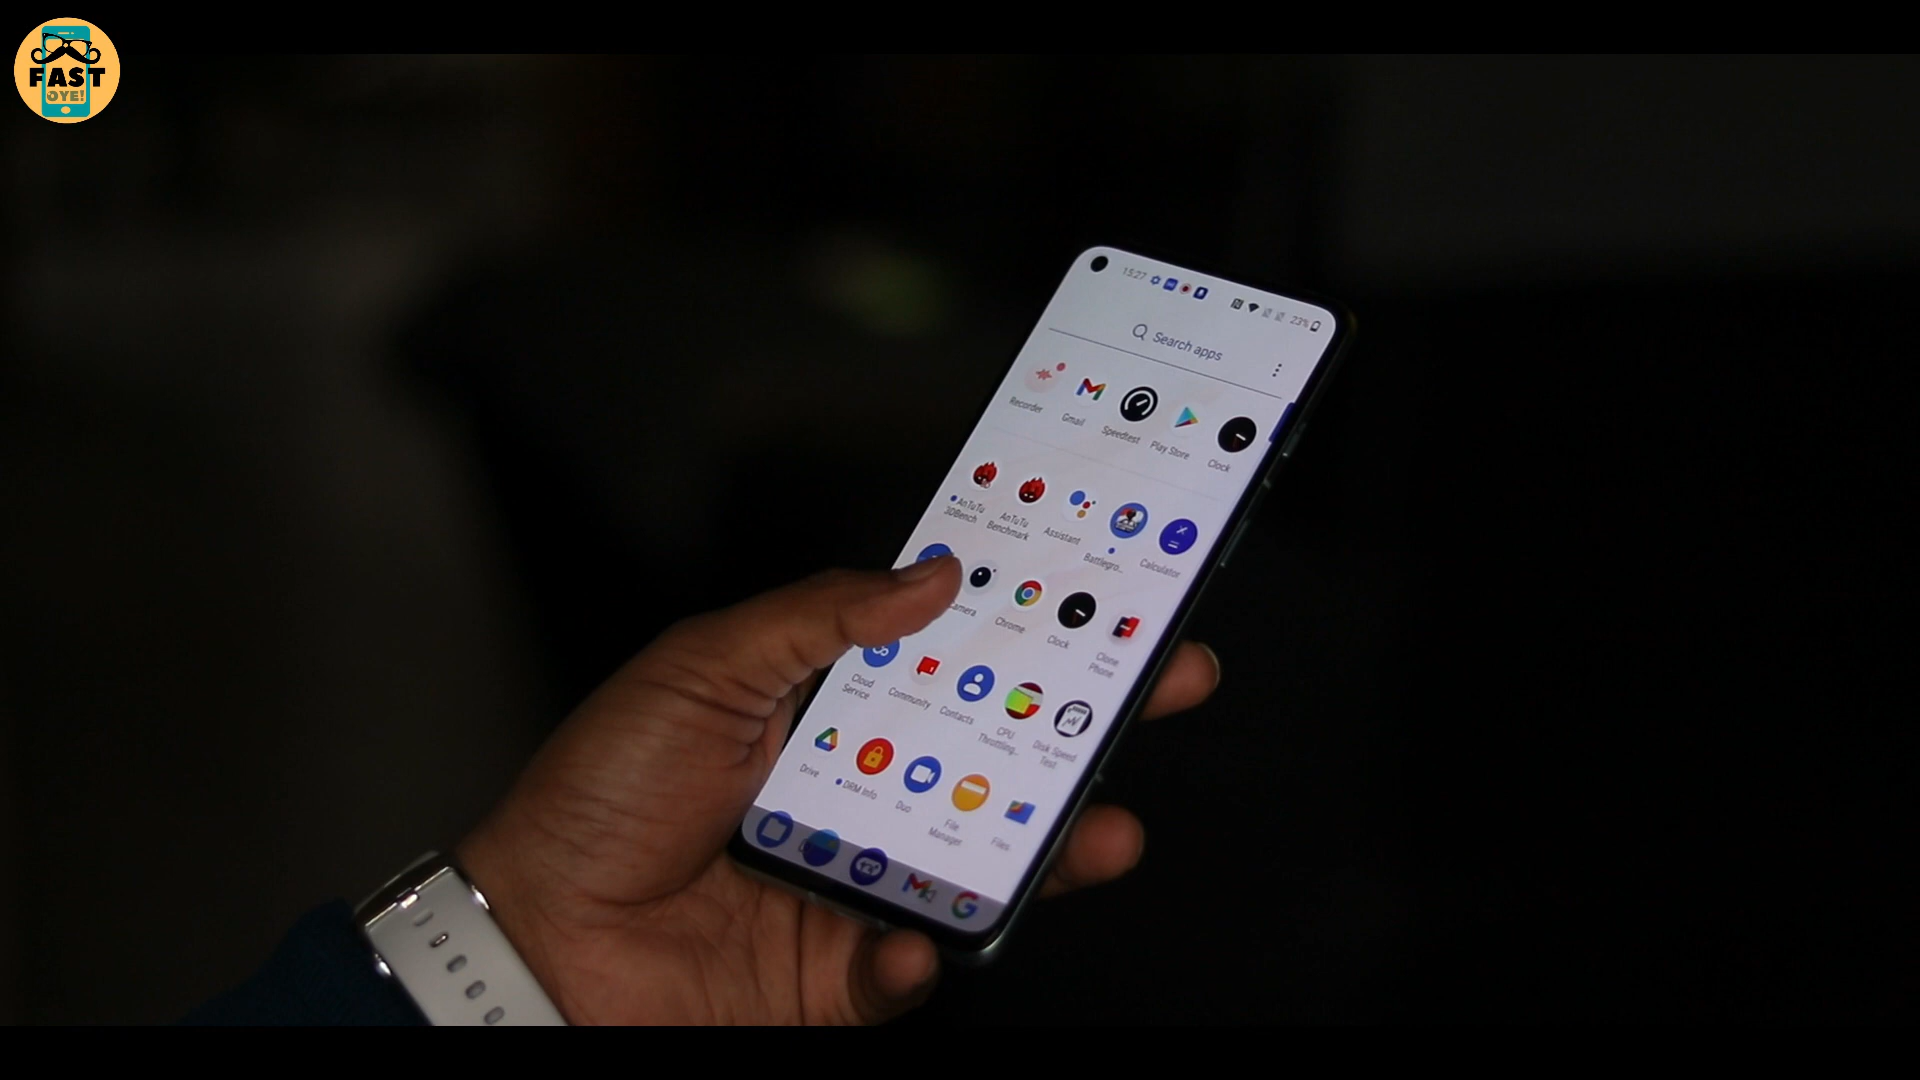 FAST
OYE!
15:27
23%
Search apps
Recorder
Gmail
Speedtest
Play Store
Clock
AnTuTu
3DBench
AnTuTu
Benchmark
Assistant
Battlegro...
Calculator
Camera
Chrome
Clock
Clone
Phone
Cloud
Service
Community
Contacts
CPU
Throttling...
Disk Speed
Test
Drive
DRM Info
Duo
File
Manager
Files